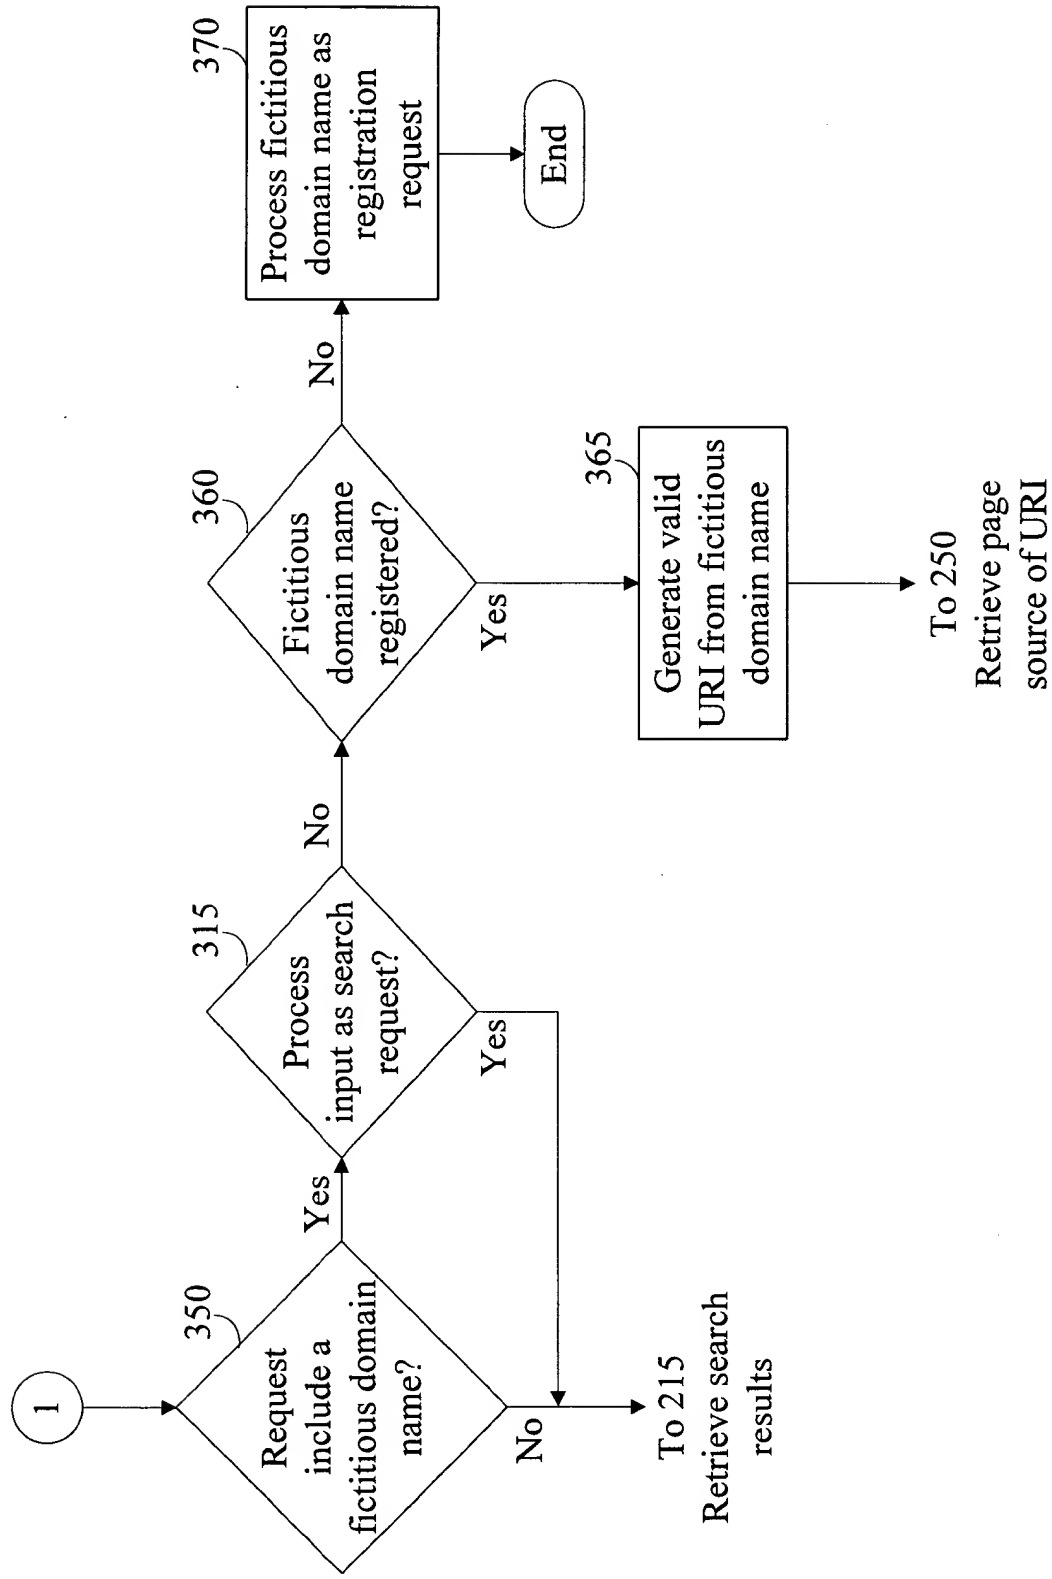 1
350
Request
include a
fictitious domain
name?
Yes
No
315
Process
input as search
request?
No
Yes
To 215
Retrieve search
results
360
Fictitious
domain name
registered?
No
Yes
365
Generate valid
URI from fictitious
domain name
To 250
Retrieve page
source of URI
370
Process fictitious
domain name as
registration
request
End